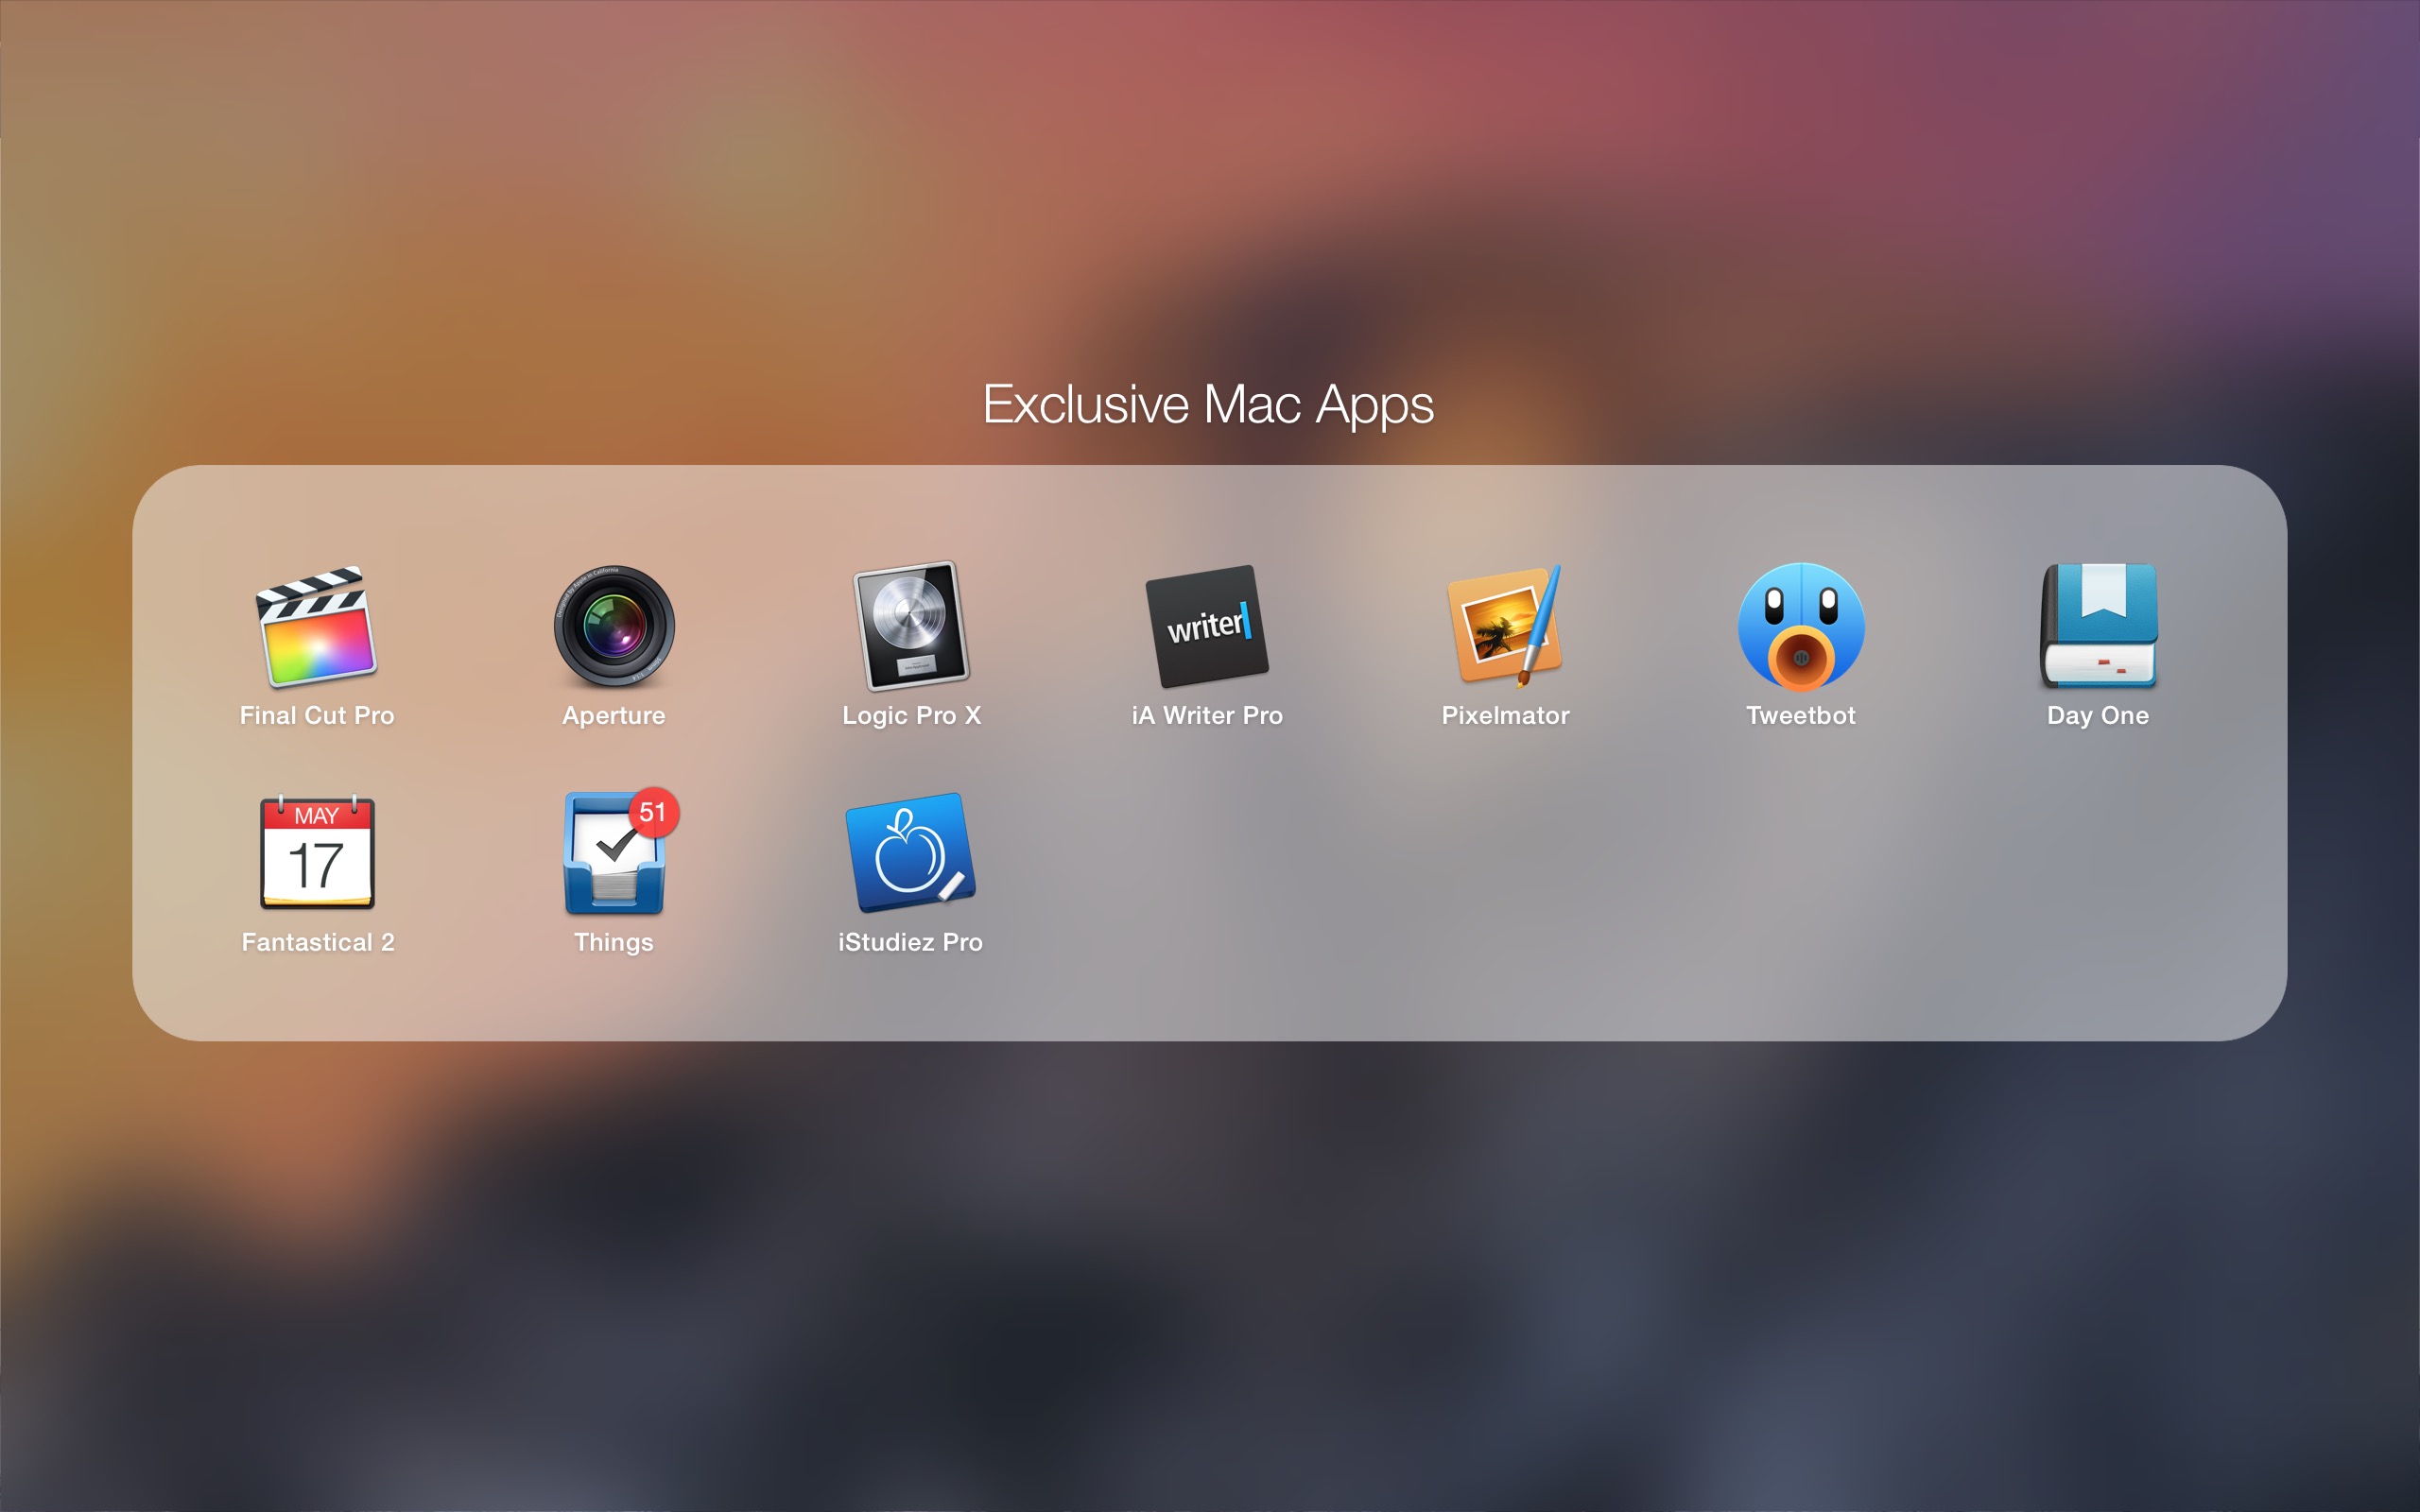 Exclusive Mac Apps
writer
Final Cut Pro
Aperture
Logic Pro X
iA Writer Pro
Pixelmator
Tweetbot
Day One
MAY
17
51
Fantastical 2
Things
iStudiez Pro